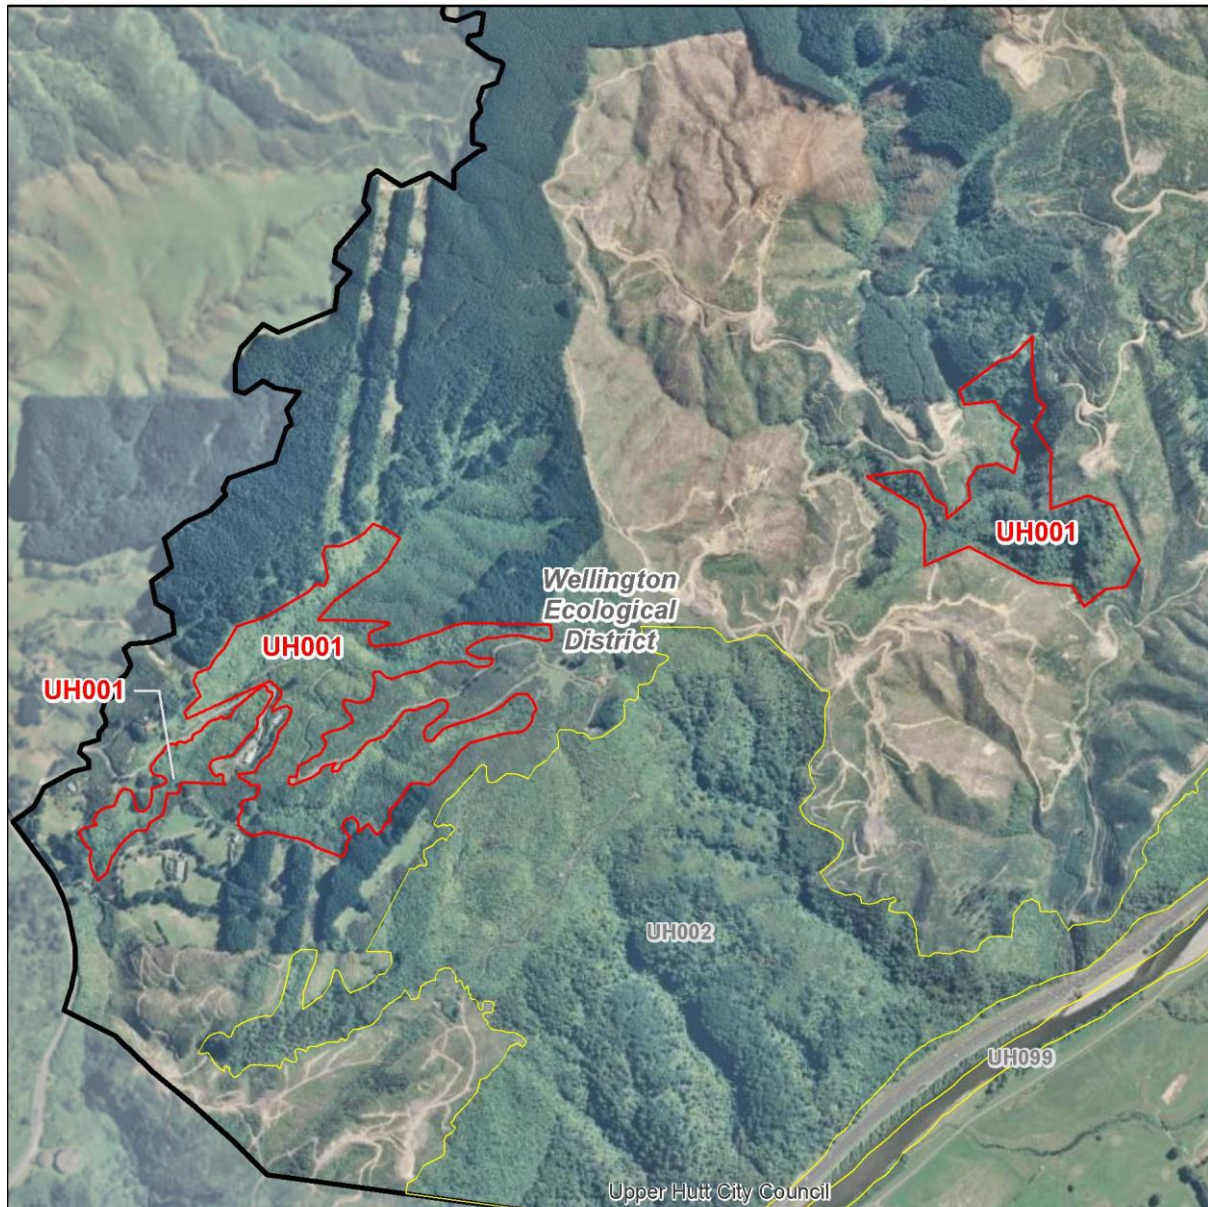 UH001
Wellington
Ecological
District
UH001
UH001
UH002
UH099
Upper Hutt City Council